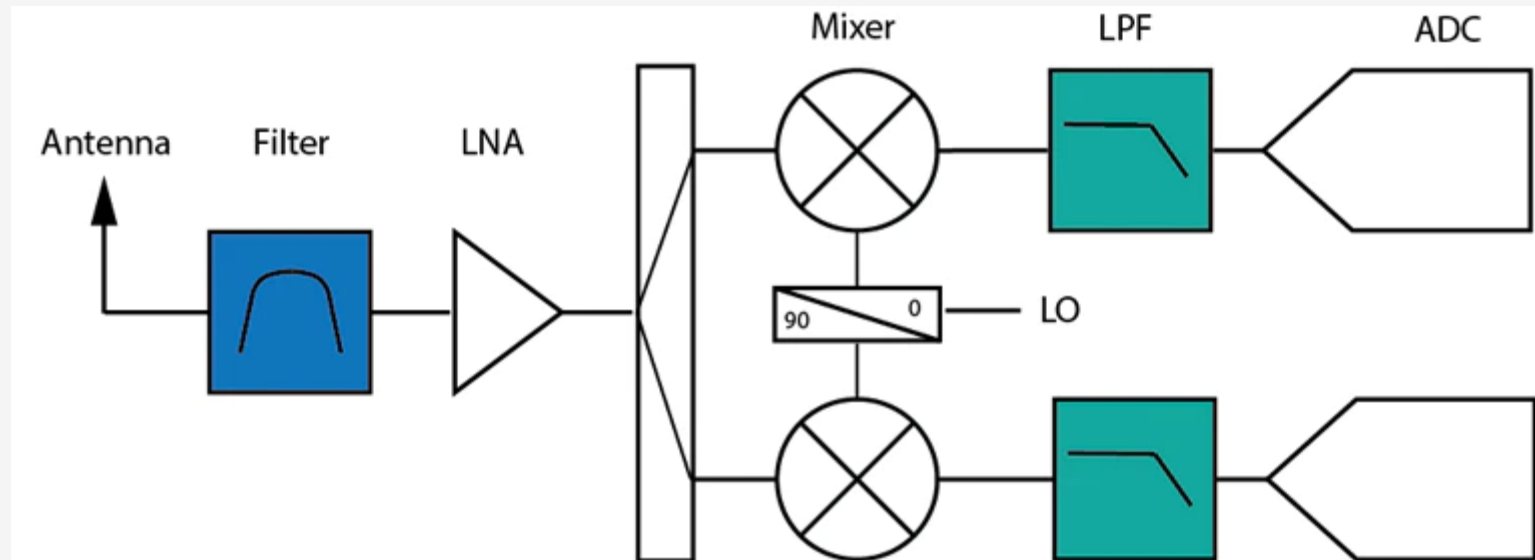 Mixer
LPF
ADC
Antenna
Filter
LNA
90
0
LO